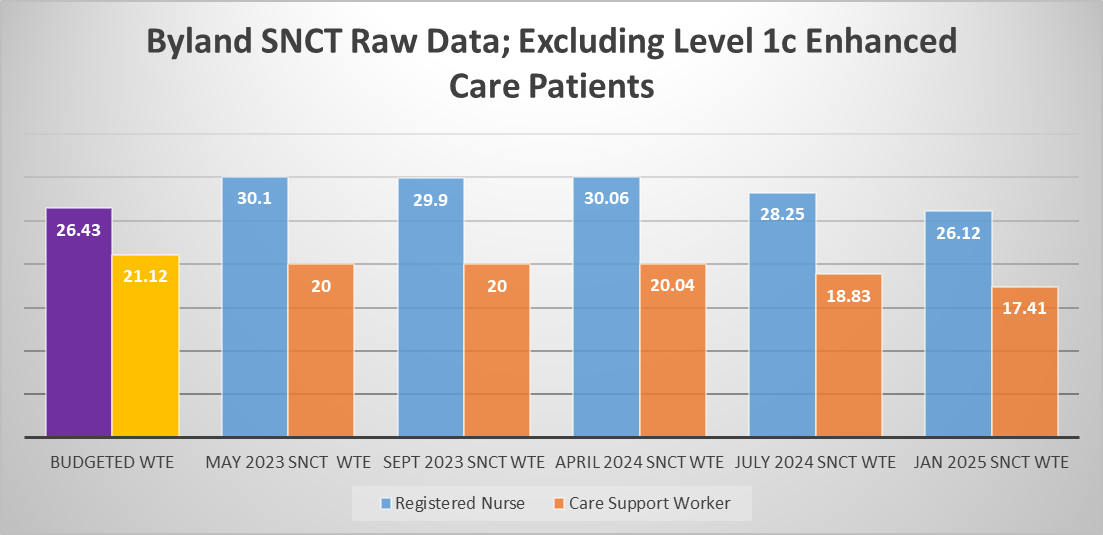 Byland SNCT Raw Data; Excluding Level 1c Enhanced
Care Patients
26.43
21.12
30.1
20
29.9
20
30.06
20.04
28.25
18.83
26.12
17.41
BUDGETED WTE
MAY 2023 SNCT WTE
SEPT 2023 SNCT WTE
APRIL 2024 SNCT WTE
JULY 2024 SNCT WTE
JAN 2025 SNCT WTE
Registered Nurse
Care Support Worker